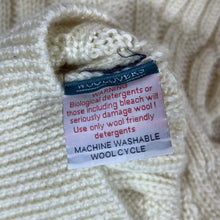 WOOLOVERS
WARNING
Biological detergents or
those including bleach will
seriously damage wool!
Use only wool friendly
detergents
MACHINE WASHABLE
WOOL CYCLE